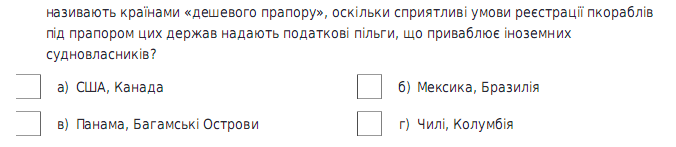 називають країнами «дешевого прапору», оскільки сприятливі умови реєстрації пкораблів
під прапором цих держав надають податкові пільги, що приваблює іноземних
судновласників?
а) США, Канада
б) Мексика, Бразилія
в) Панама, Багамські Острови
г) Чилі, Колумбія